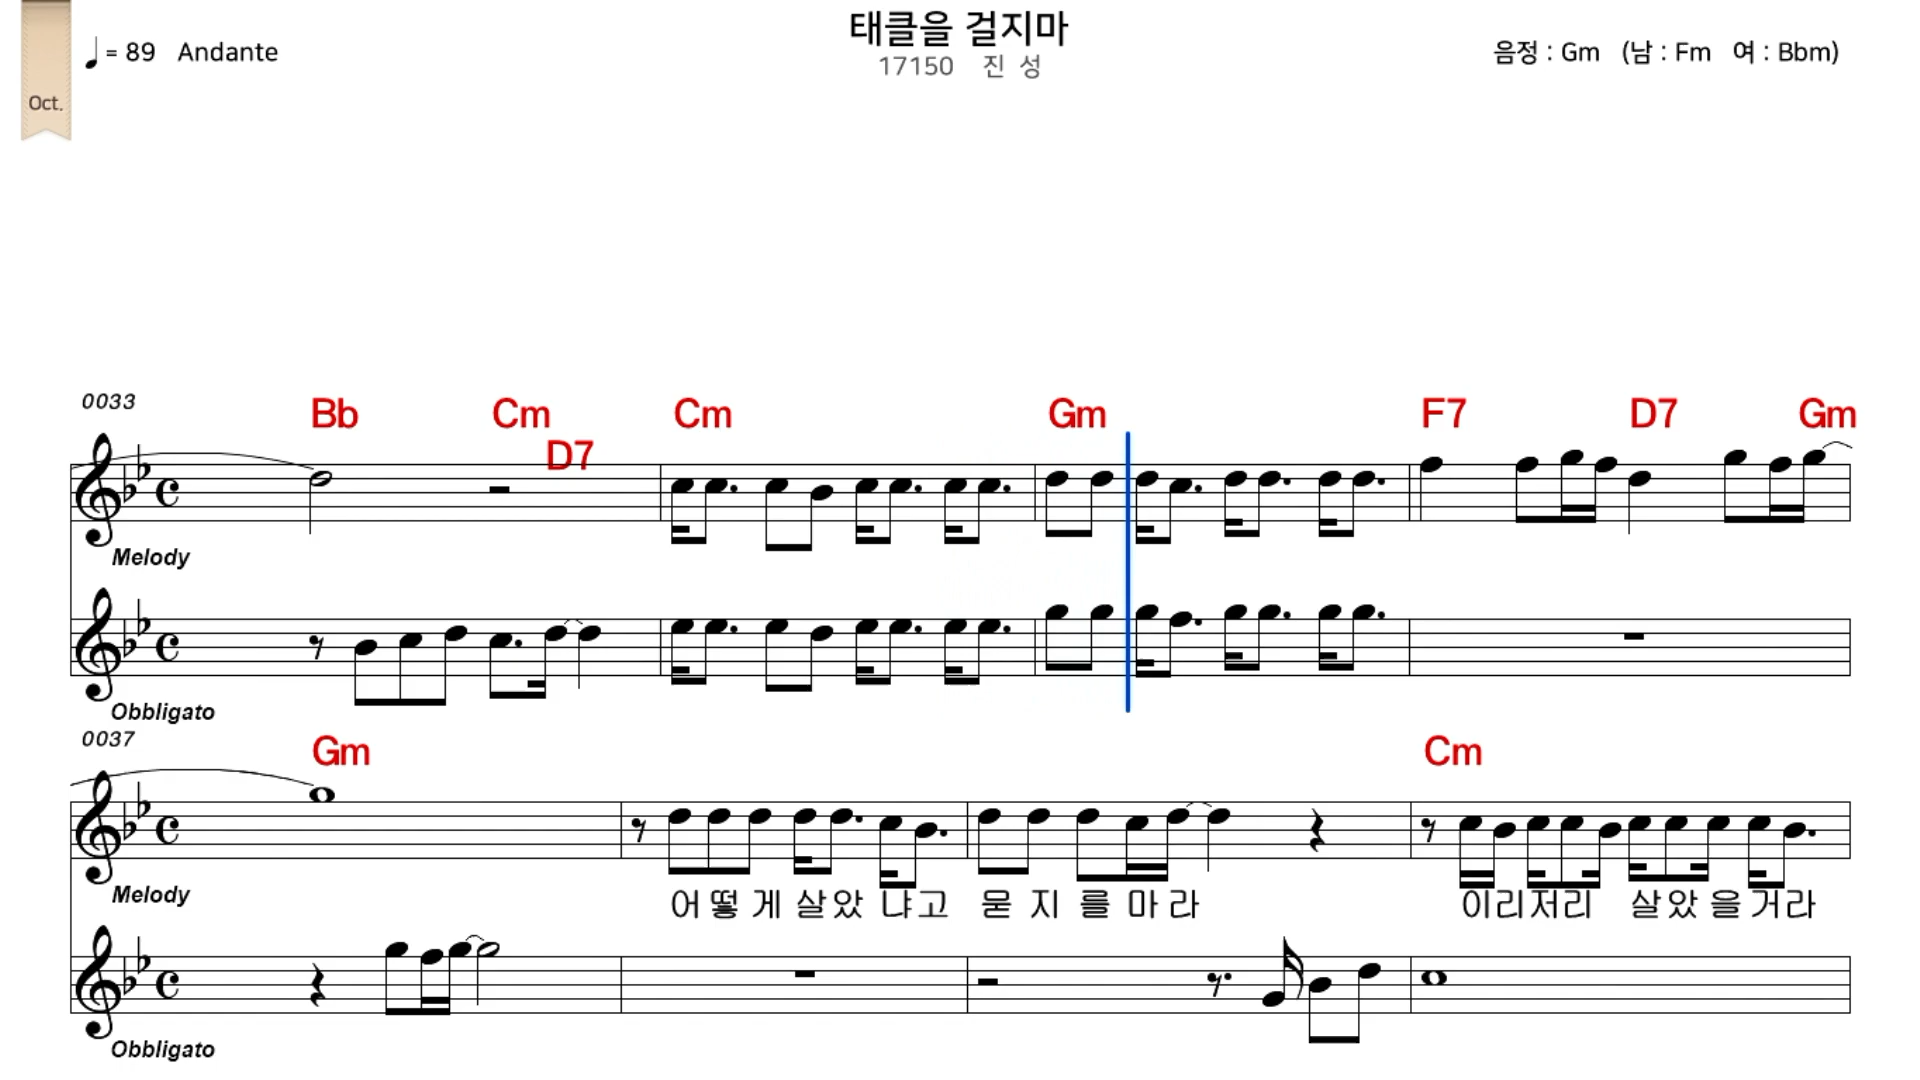 태클을 걸지마
♩ = 89 Andante
17150 진 성
음정 : Gm (남 : Fm 여 : Bbm)
Oct.
0033
Bb Cm D7 Cm Gm F7 D7 Gm
Melody
Obbligato
0037
Gm Cm
Melody
어떻게 살았냐고 묻지를마라 이리저리 살았을거라
Obbligato